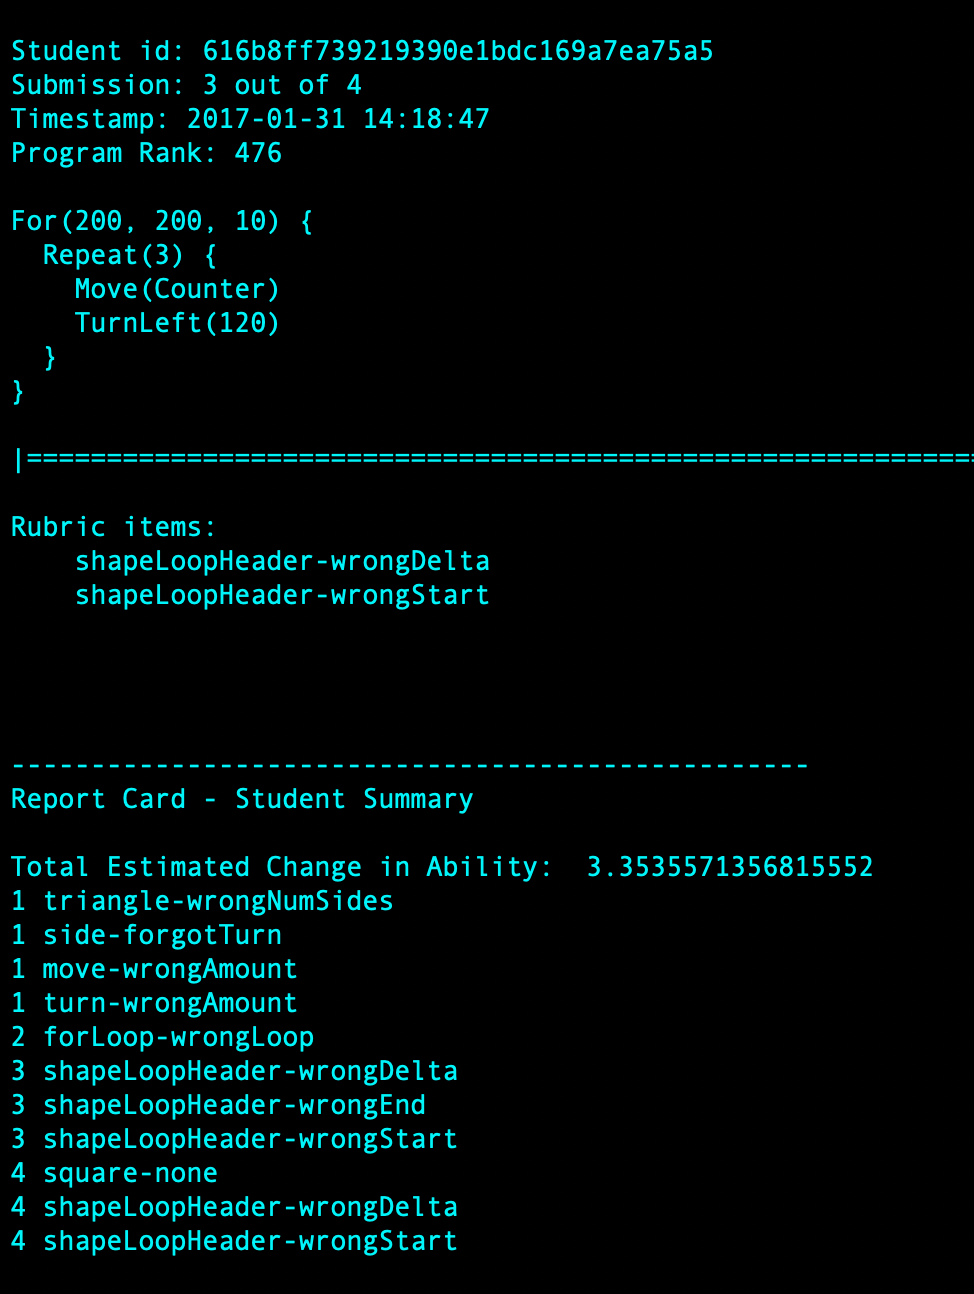 Student id: 616b8ff739219390e1bdc169a7ea75a5
Submission: 3 out of 4
Timestamp: 2017-01-31 14:18:47
Program Rank: 476
For(200, 200, 10) {
  Repeat(3) {
    Move(Counter)
    TurnLeft(120)
  }
}
|===========================================================
Rubric items:
    shapeLoopHeader-wrongDelta
    shapeLoopHeader-wrongStart
--------------------------------------------------
Report Card - Student Summary
Total Estimated Change in Ability:  3.3535571356815552
1 triangle-wrongNumSides
1 side-forgotTurn
1 move-wrongAmount
1 turn-wrongAmount
2 forLoop-wrongLoop
3 shapeLoopHeader-wrongDelta
3 shapeLoopHeader-wrongEnd
3 shapeLoopHeader-wrongStart
4 square-none
4 shapeLoopHeader-wrongDelta
4 shapeLoopHeader-wrongStart